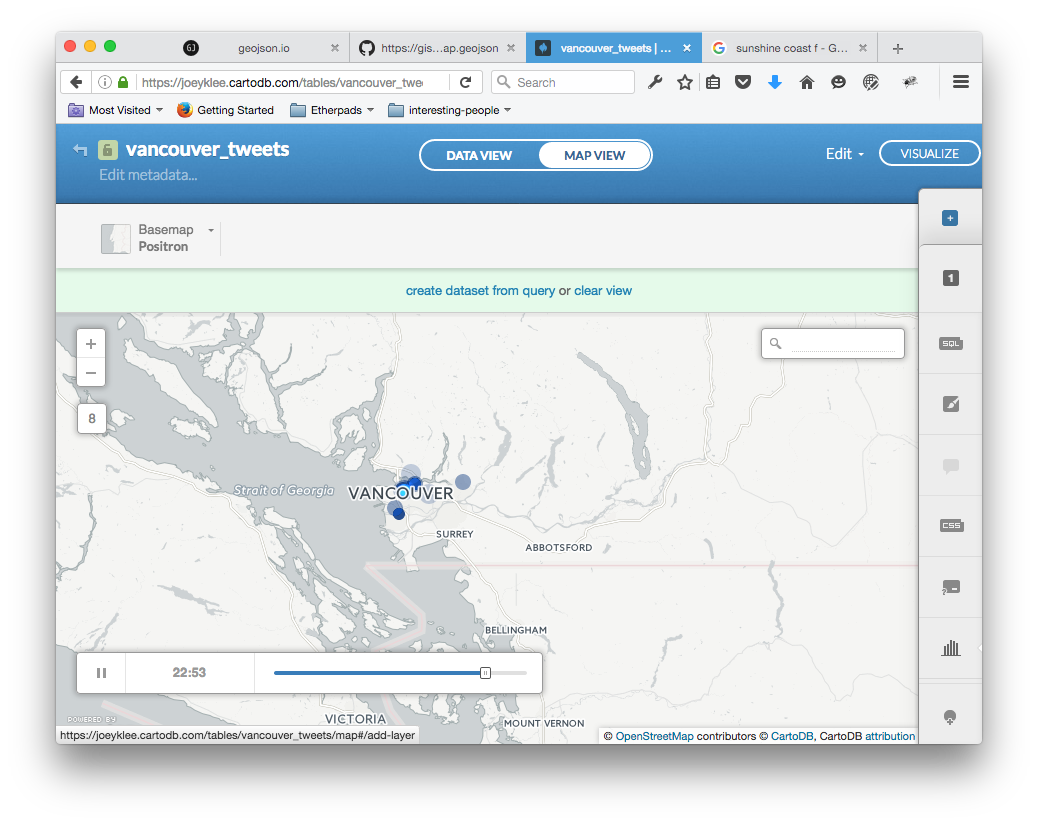 GJ geojson.io
https://gis…ap.geojson
vancouver_tweets | …
G sunshine coast f - G…
https://joeyklee.cartodb.com/tables/vancouver_twe
Search
Most Visited
Getting Started
Etherpads
interesting-people
vancouver_tweets
Edit metadata...
DATA VIEW
MAP VIEW
Edit
VISUALIZE
Basemap
Positron
create dataset from query or clear view
+
−
8
+
1
SQL
CSS
Strait of Georgia
VANCOUVER
SURREY
ABBOTSFORD
BELLINGHAM
22:53
VICTORIA
MOUNT VERNON
POWERED BY
https://joeyklee.cartodb.com/tables/vancouver_tweets/map#/add-layer
© OpenStreetMap contributors © CartoDB, CartoDB attribution